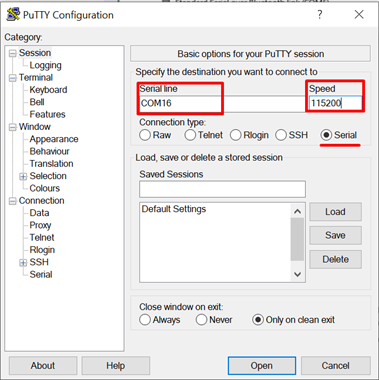 PuTTY Configuration
?
Category:
Session
Logging
Terminal
Keyboard
Bell
Features
Window
Appearance
Behaviour
Translation
Selection
Colours
Connection
Data
Proxy
Telnet
Rlogin
SSH
Serial
Basic options for your PuTTY session
Specify the destination you want to connect to
Serial line Speed
COM16 115200
Connection type:
Raw Telnet Rlogin SSH Serial
Load, save or delete a stored session
Saved Sessions
Default Settings
Load
Save
Delete
Close window on exit:
Always Never Only on clean exit
About Help Open Cancel